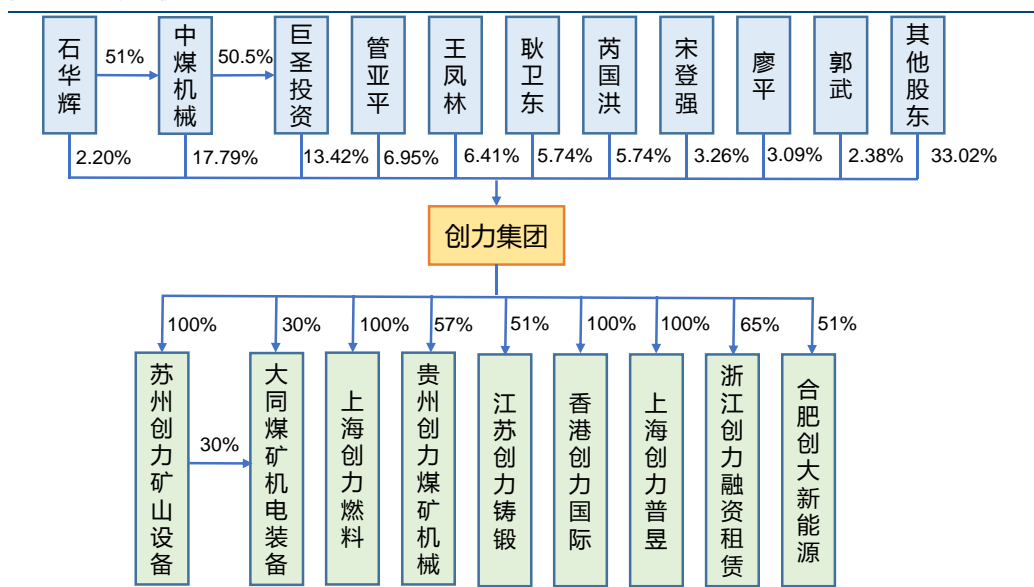 石华辉
51%
中煤机械
50.5%
巨圣投资
管亚平
王凤林
耿卫东
芮国洪
宋登强
廖平
郭武
其他股东
2.20%
17.79%
13.42%
6.95%
6.41%
5.74%
5.74%
3.26%
3.09%
2.38%
33.02%
创力集团
100%
30%
100%
57%
51%
100%
100%
65%
51%
苏州创力矿山设备
30%
大同煤矿机电装备
上海创力燃料
贵州创力煤矿机械
江苏创力铸锻
香港创力国际
上海创力普昱
浙江创力融资租赁
合肥创大新能源